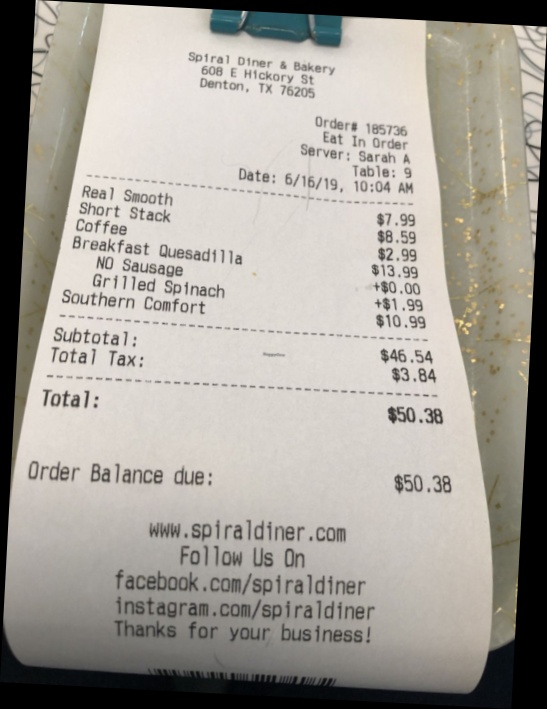 Spiral Diner & Bakery
608 E Hickory St
Denton, TX 76205
Order# 185736
Eat In Order
Server: Sarah A
Table: 9
Date: 6/16/19, 10:04 AM
Real Smooth $7.99
Short Stack $8.59
Coffee $2.99
Breakfast Quesadilla $13.99
NO Sausage +$0.00
Grilled Spinach +$1.99
Southern Comfort $10.99
Subtotal: $46.54
Total Tax: $3.84
Total: $50.38
Order Balance due: $50.38
www.spiraldiner.com
Follow Us On
facebook.com/spiraldiner
instagram.com/spiraldiner
Thanks for your business!